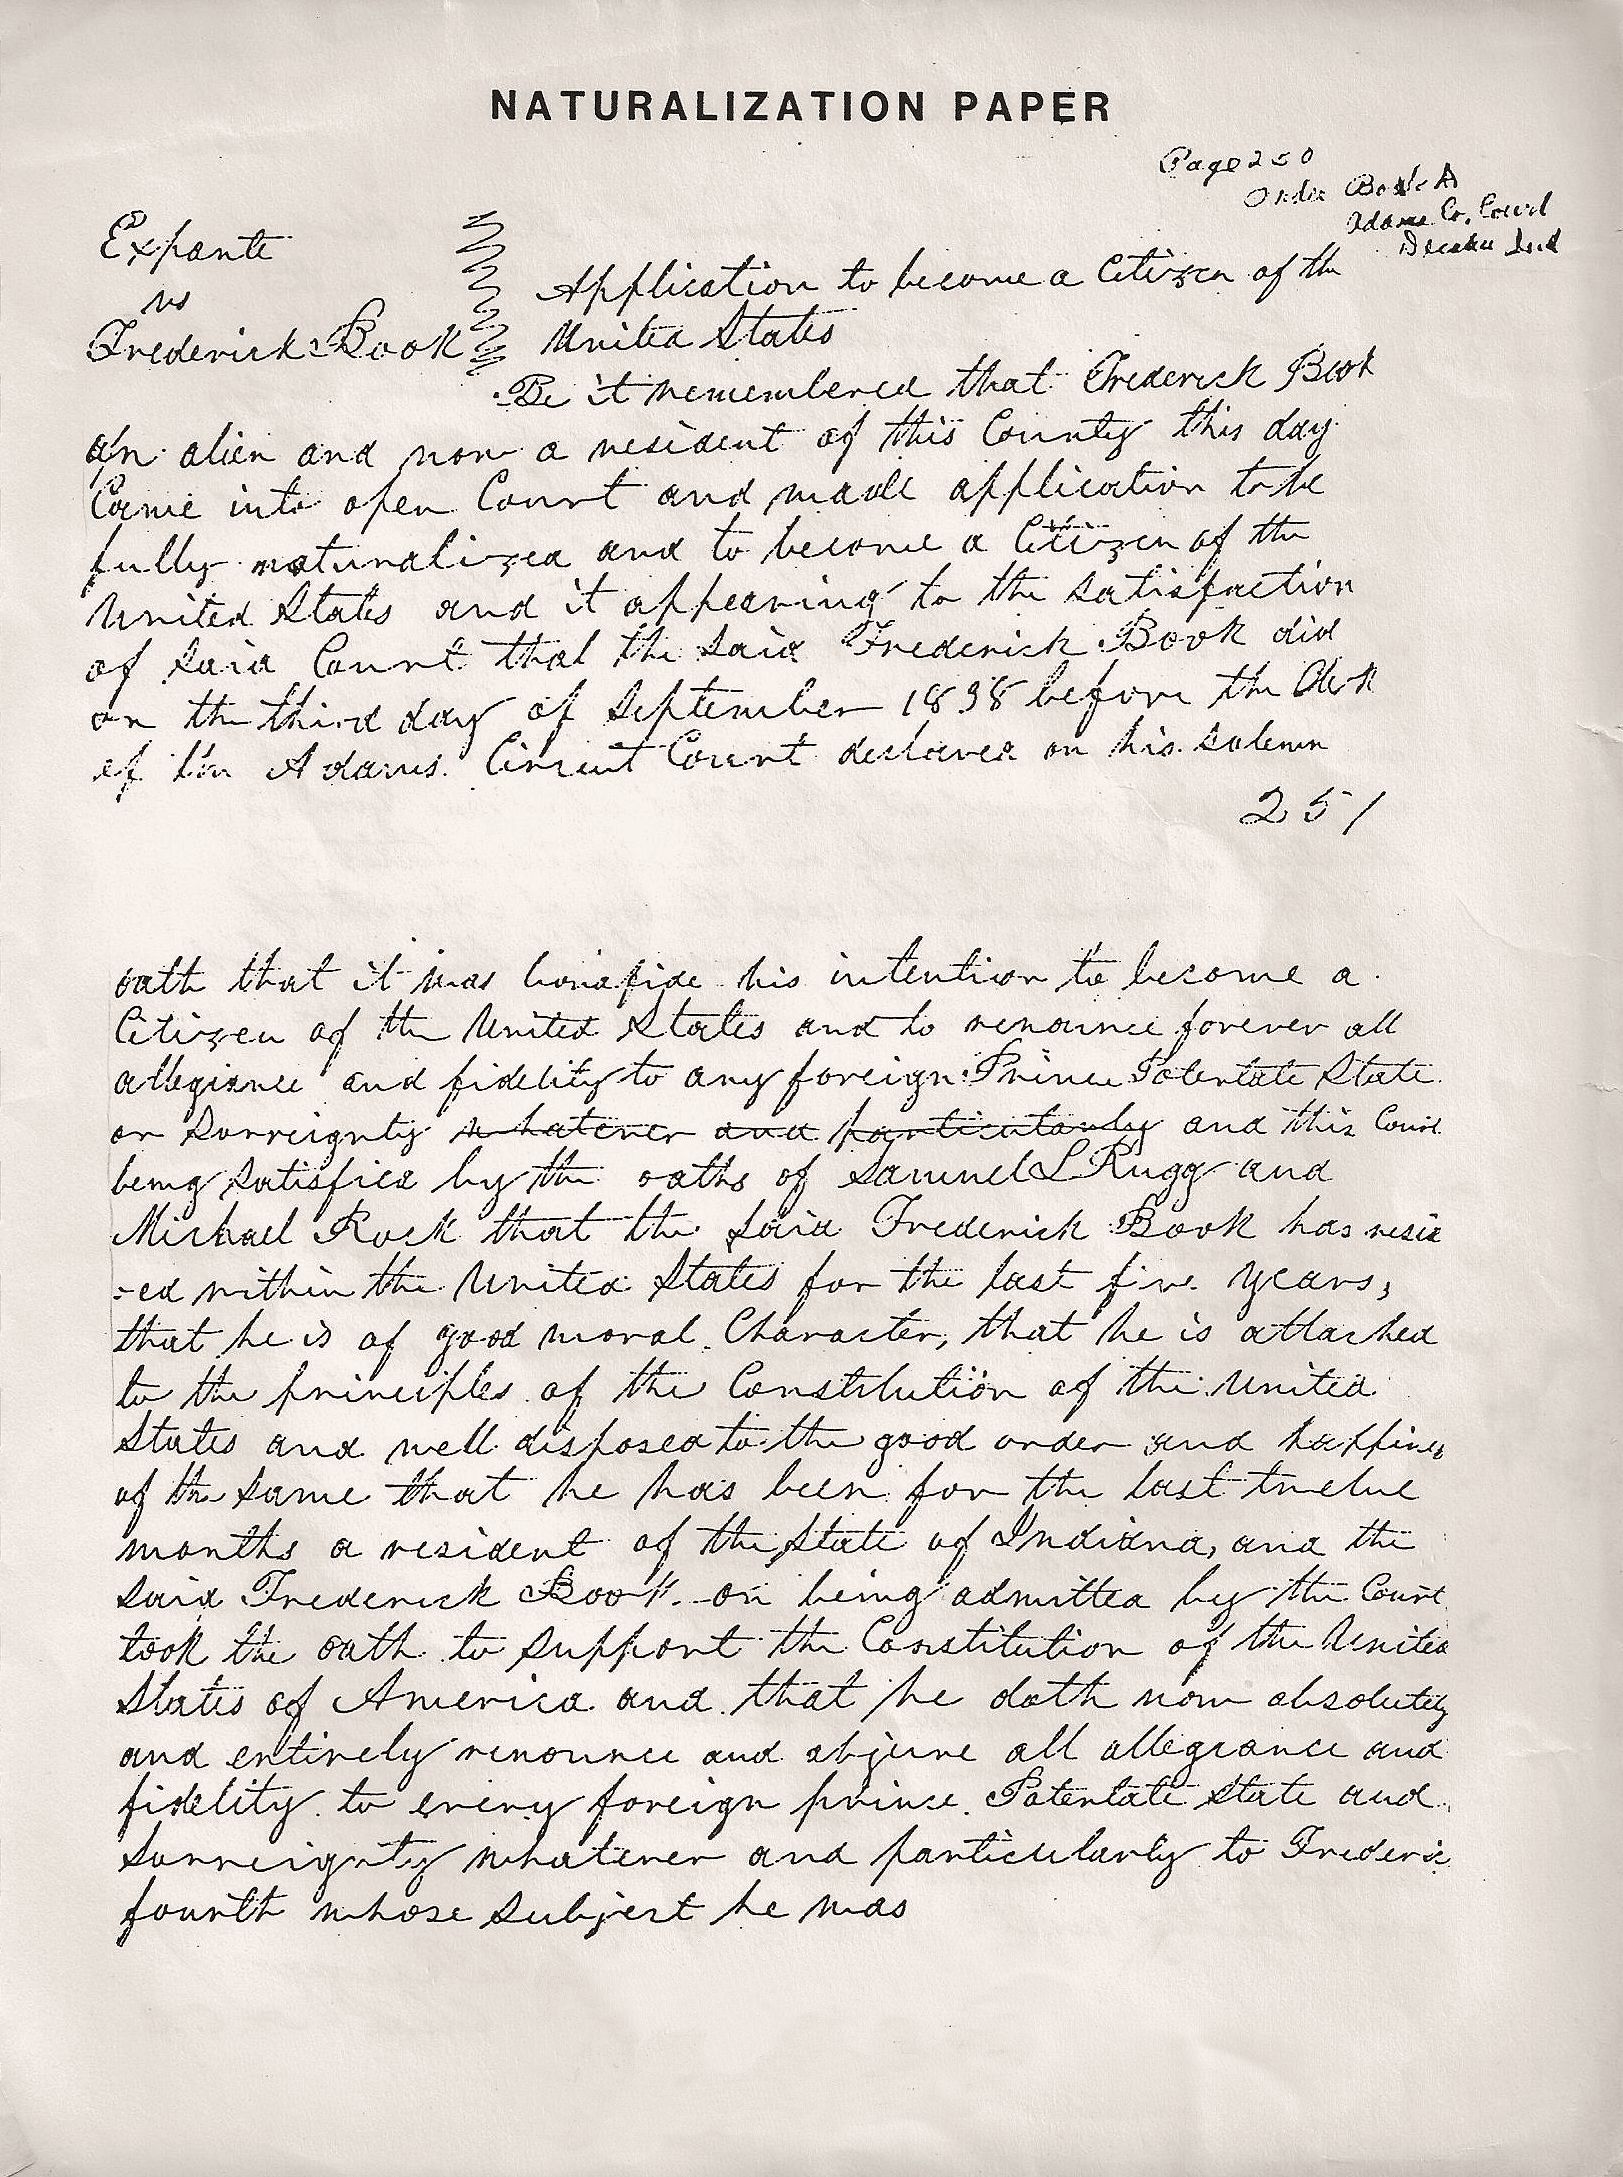 NATURALIZATION PAPER
Page 250
Order Book A
Adams Co. Court
Decatur Ind
Exparte
vs
Frederick Book
Application to become a Citizen of the
United States
Be it remembered that Frederick Book
an alien and now a resident of this County this day
Came into open Court and made application to be
fully naturalized and to become a Citizen of the
United States and it appearing to the satisfaction
of said Court that the said Frederick Book did
on the third day of September 1838 before the Clerk
of the Adams Circuit Court declared on his solemn
251
oath that it was bonafide his intention to become a
Citizen of the United States and to renounce forever all
allegiance and fidelity to any foreign Prince Potentate State
or Sovreignty whatever and particularly and this Court
being satisfied by the oaths of Samuel L Rugg and
Michael Rock that the said Frederick Book has resid
-ed within the United States for the last five years,
that he is of good moral Character, that he is attached
to the principles of the Constitution of the United
States and well disposed to the good order and happiness
of the same that he has been for the last twelve
months a resident of the State of Indiana, and the
said Frederick Book on being admitted by the Court
took the oath to support the Constitution of the United
States of America and that he doth now absolutely
and entirely renounce and abjure all allegiance and
fidelity to every foreign prince Potentate State and
Sovreignty whatever and particularly to Frederic
fourth whose subject he was